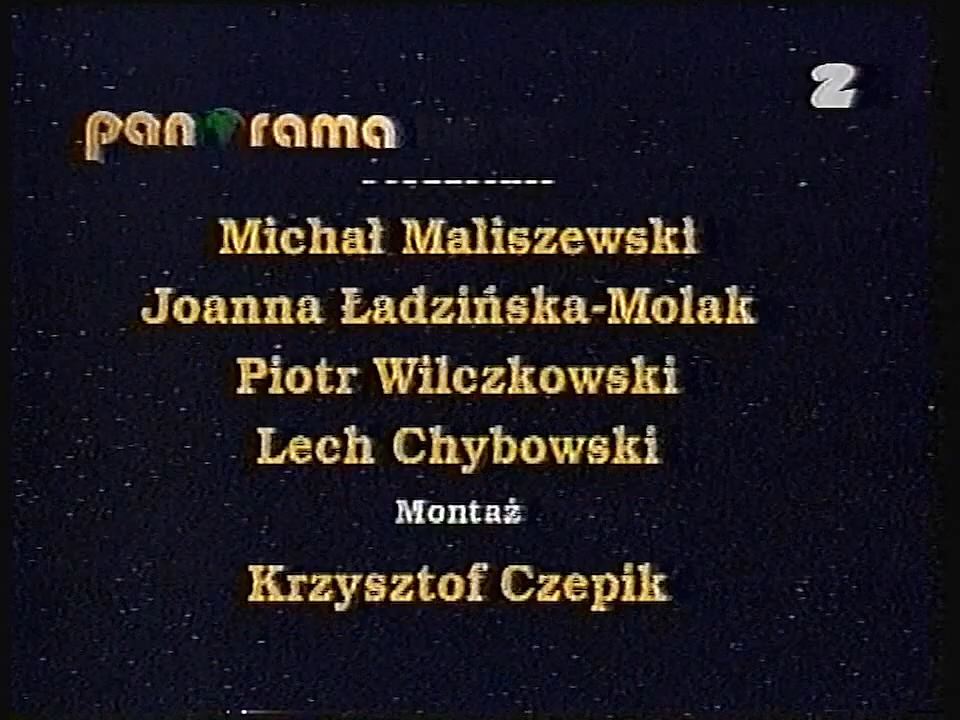 2
panorama
Michał Maliszewski
Joanna Ładzińska-Molak
Piotr Wilczkowski
Lech Chybowski
Montaż
Krzysztof Czepik